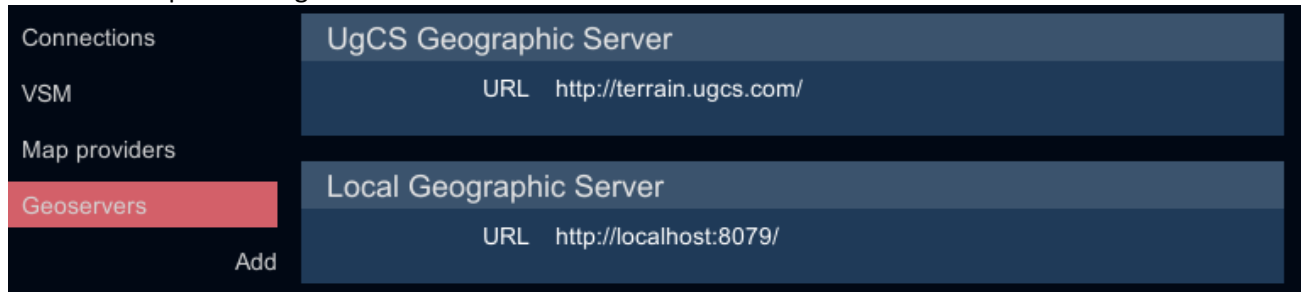 Connections
VSM
Map providers
Geoservers
Add
UgCS Geographic Server
URL http://terrain.ugcs.com/
Local Geographic Server
URL http://localhost:8079/